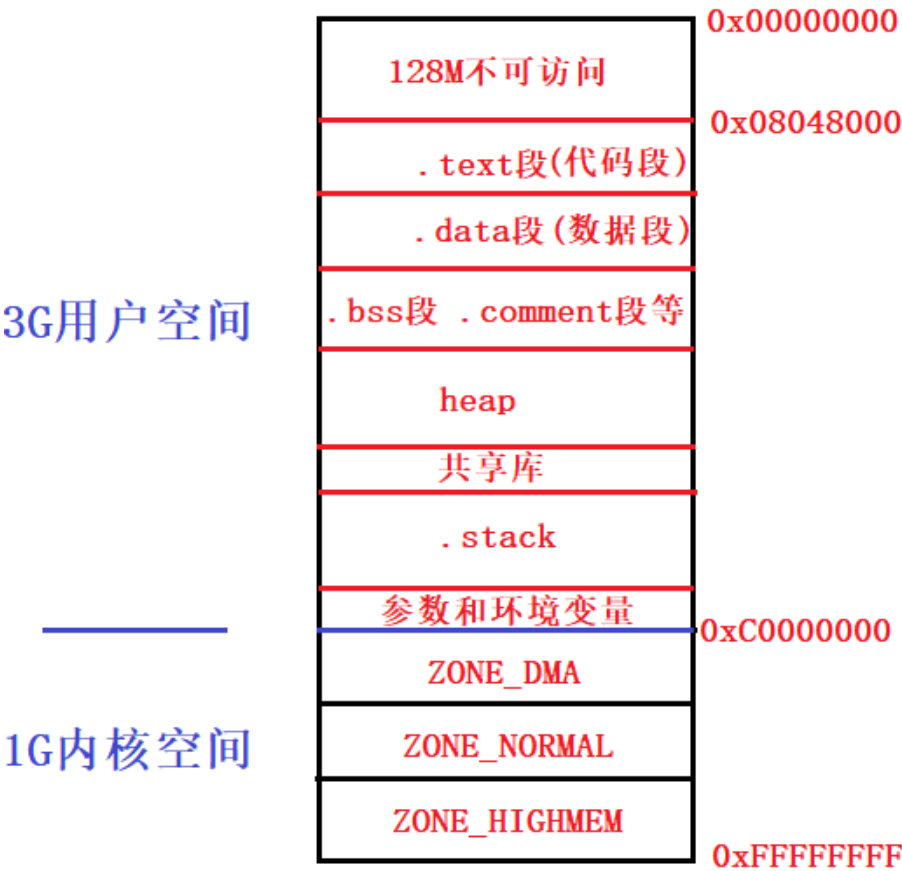 0x00000000
128M不可访问
0x08048000
.text段(代码段)
.data段(数据段)
3G用户空间
.bss段 .comment段等
heap
共享库
.stack
参数和环境变量
0xC0000000
ZONE_DMA
1G内核空间
ZONE_NORMAL
ZONE_HIGHMEM
0xFFFFFFFF